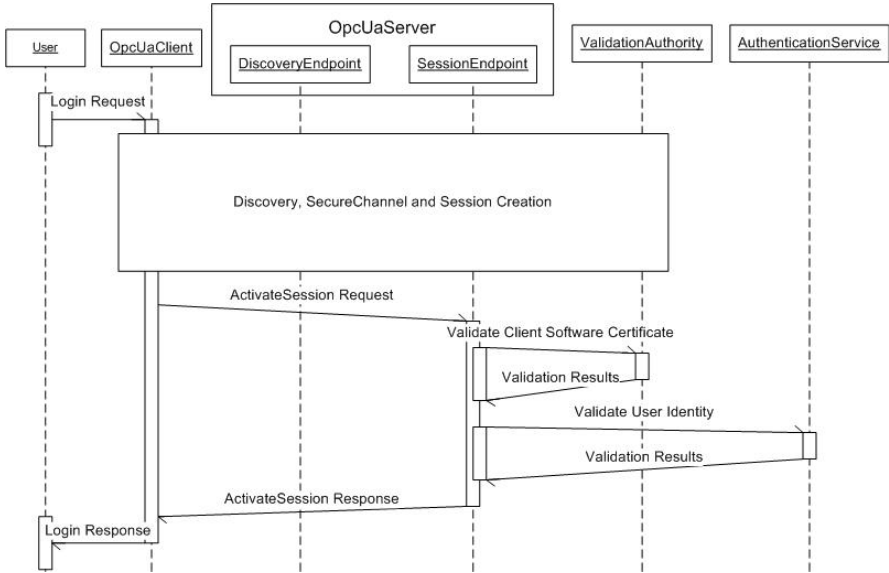 OpcUaServer
User
OpcUaClient
DiscoveryEndpoint
SessionEndpoint
ValidationAuthority
AuthenticationService
Login Request
Discovery, SecureChannel and Session Creation
ActivateSession Request
Validate Client Software Certificate
Validation Results
Validate User Identity
Validation Results
ActivateSession Response
Login Response